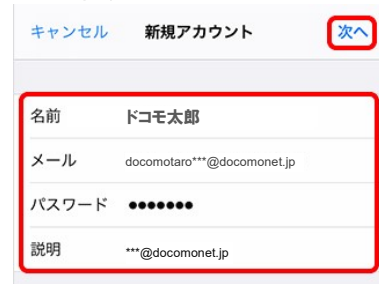 キャンセル 新規アカウント 次へ
名前 ドコモ太郎
メール docomotaro***@docomonet.jp
パスワード ●●●●●●●
説明 ***@docomonet.jp